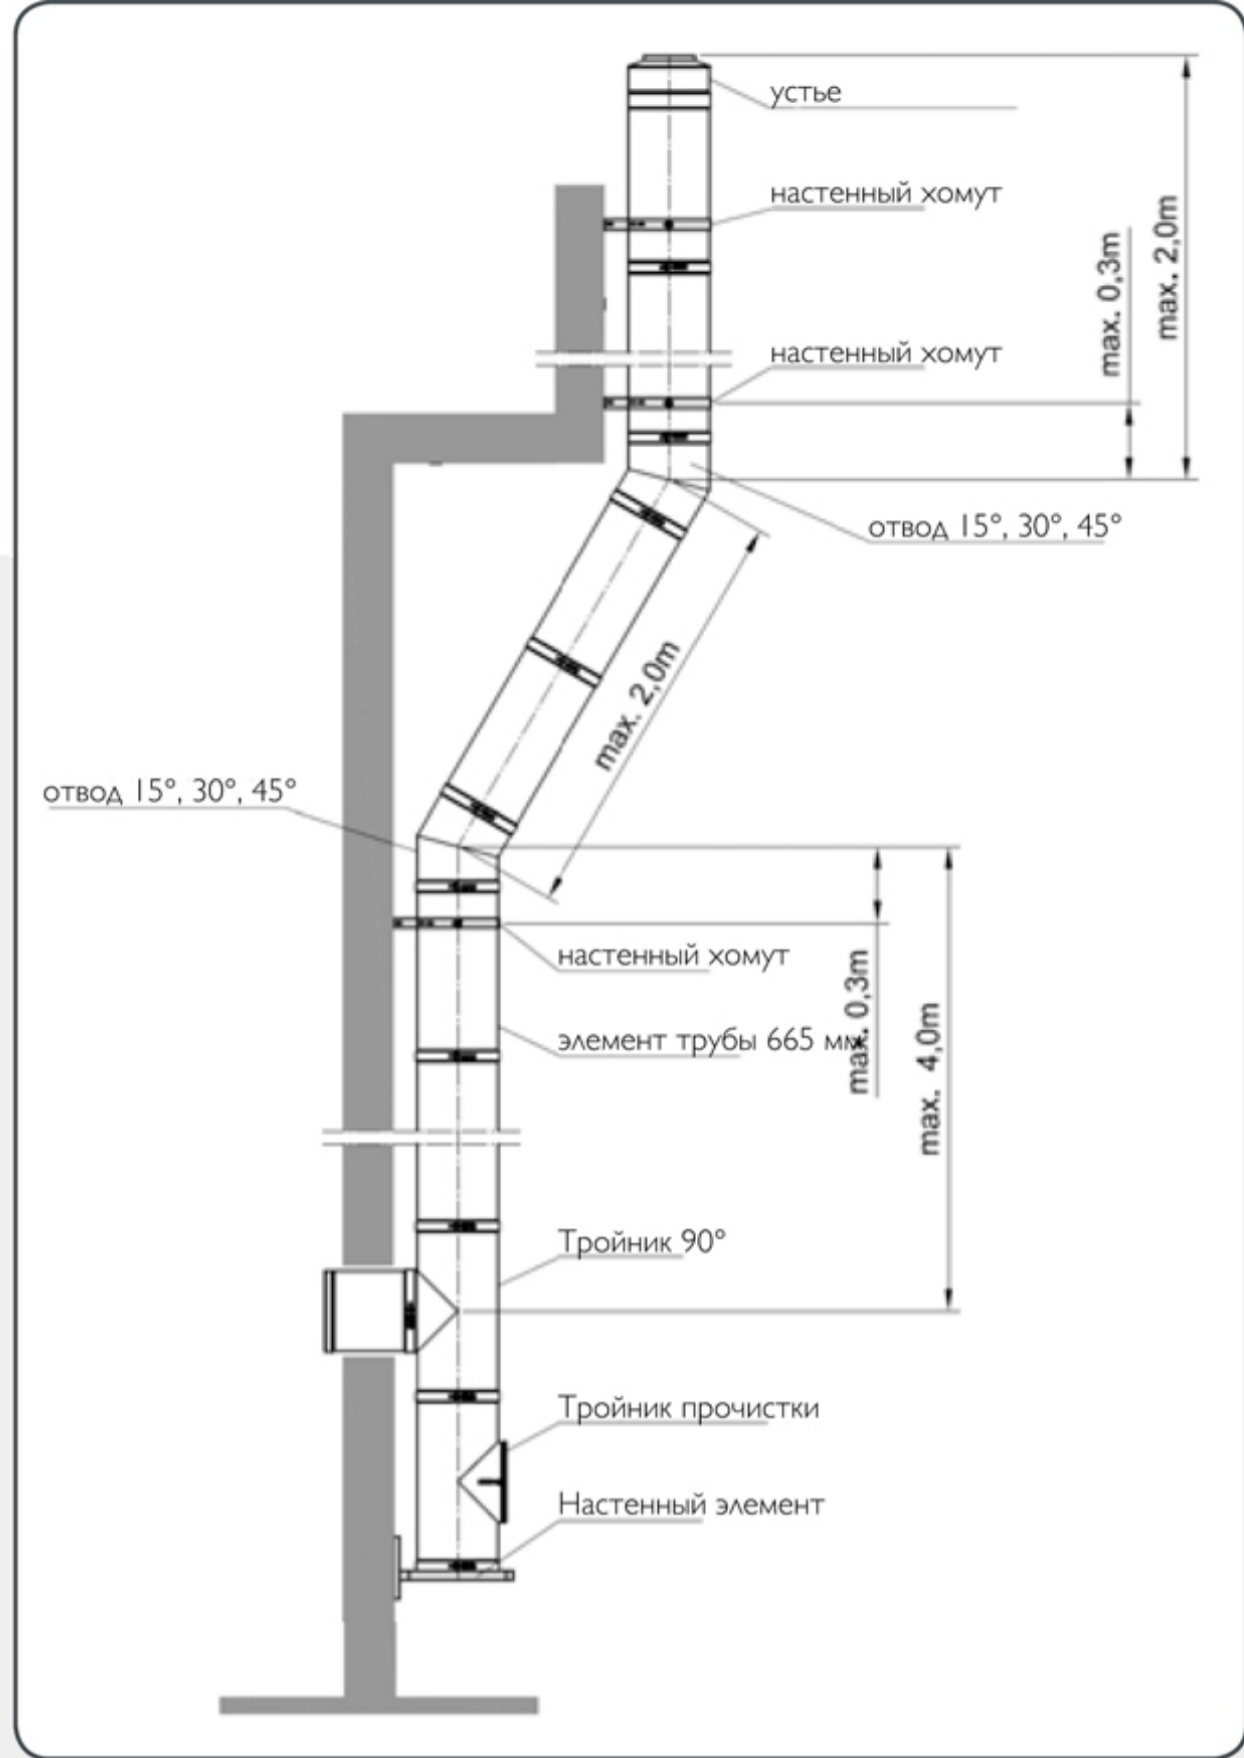 устье
настенный хомут
max. 2,0m
max. 0,3m
настенный хомут
отвод 15°, 30°, 45°
max. 2,0m
отвод 15°, 30°, 45°
настенный хомут
max. 0,3m
элемент трубы 665 мм
max. 4,0m
Тройник 90°
Тройник прочистки
Настенный элемент